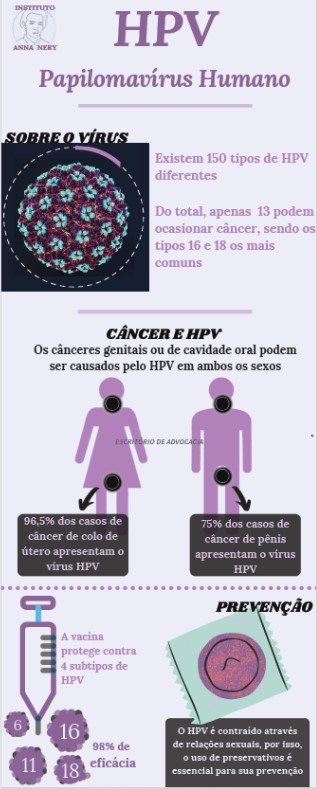 INSTITUTO
ANNA NERY
HPV
Papilomavírus Humano
SOBRE O VÍRUS
Existem 150 tipos de HPV
diferentes
Do total, apenas 13 podem
ocasionar câncer, sendo os
tipos 16 e 18 os mais
comuns
CÂNCER E HPV
Os cânceres genitais ou de cavidade oral podem
ser causados pelo HPV em ambos os sexos
ESCRITÓRIO DE ADVOCACIA
96,5% dos casos de
câncer de colo de
útero apresentam o
vírus HPV
75% dos casos de
câncer de pênis
apresentam o vírus
HPV
PREVENÇÃO
A vacina
protege contra
4 subtipos de
HPV
6
16
11
18
98% de
eficácia
O HPV é contraído através
de relações sexuais, por isso,
o uso de preservativos é
essencial para sua prevenção